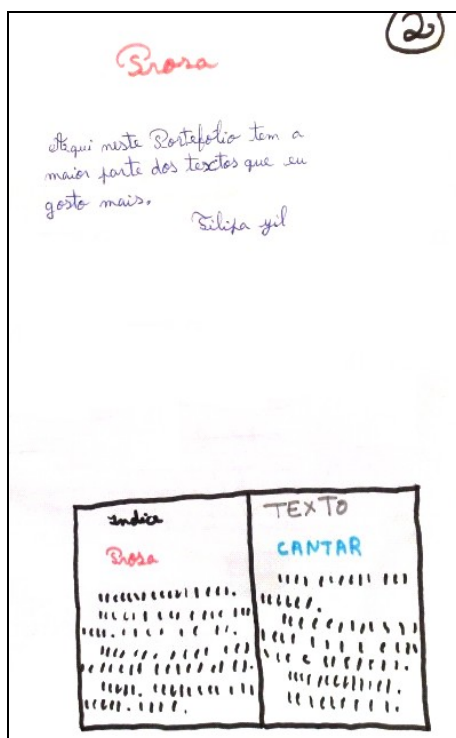 2
Prosa
Aqui neste Portefolio tem a
maior parte dos textos que eu
gosto mais.
Filipa gil
Indice
Prosa
TEXTO
CANTAR